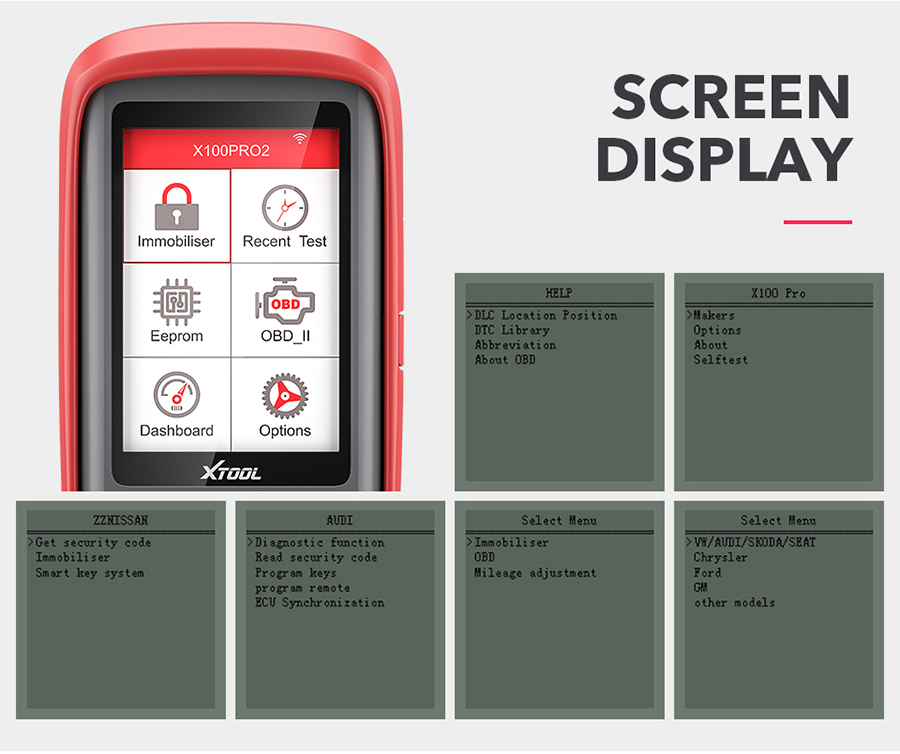 SCREEN
DISPLAY
X100PRO2
Immobiliser
Recent Test
Eeprom
OBD
OBD_II
Dashboard
Options
XTOOL
HELP
>DLC Location Position
DTC Library
Abbreviation
About OBD
X100 Pro
>Makers
Options
About
Selftest
ZZNISSAN
>Get security code
Immobiliser
Smart key system
AUDI
>Diagnostic function
Read security code
Program keys
program remote
ECU Synchronization
Select Menu
>Immobiliser
OBD
Mileage adjustment
Select Menu
>VW/AUDI/SKODA/SEAT
Chrysler
Ford
GM
other models